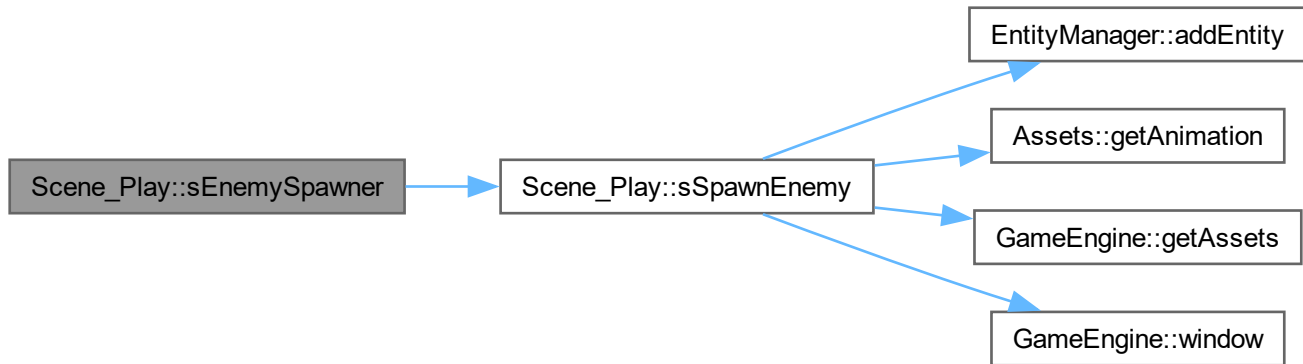 Scene_Play::sEnemySpawner
Scene_Play::sSpawnEnemy
EntityManager::addEntity
Assets::getAnimation
GameEngine::getAssets
GameEngine::window